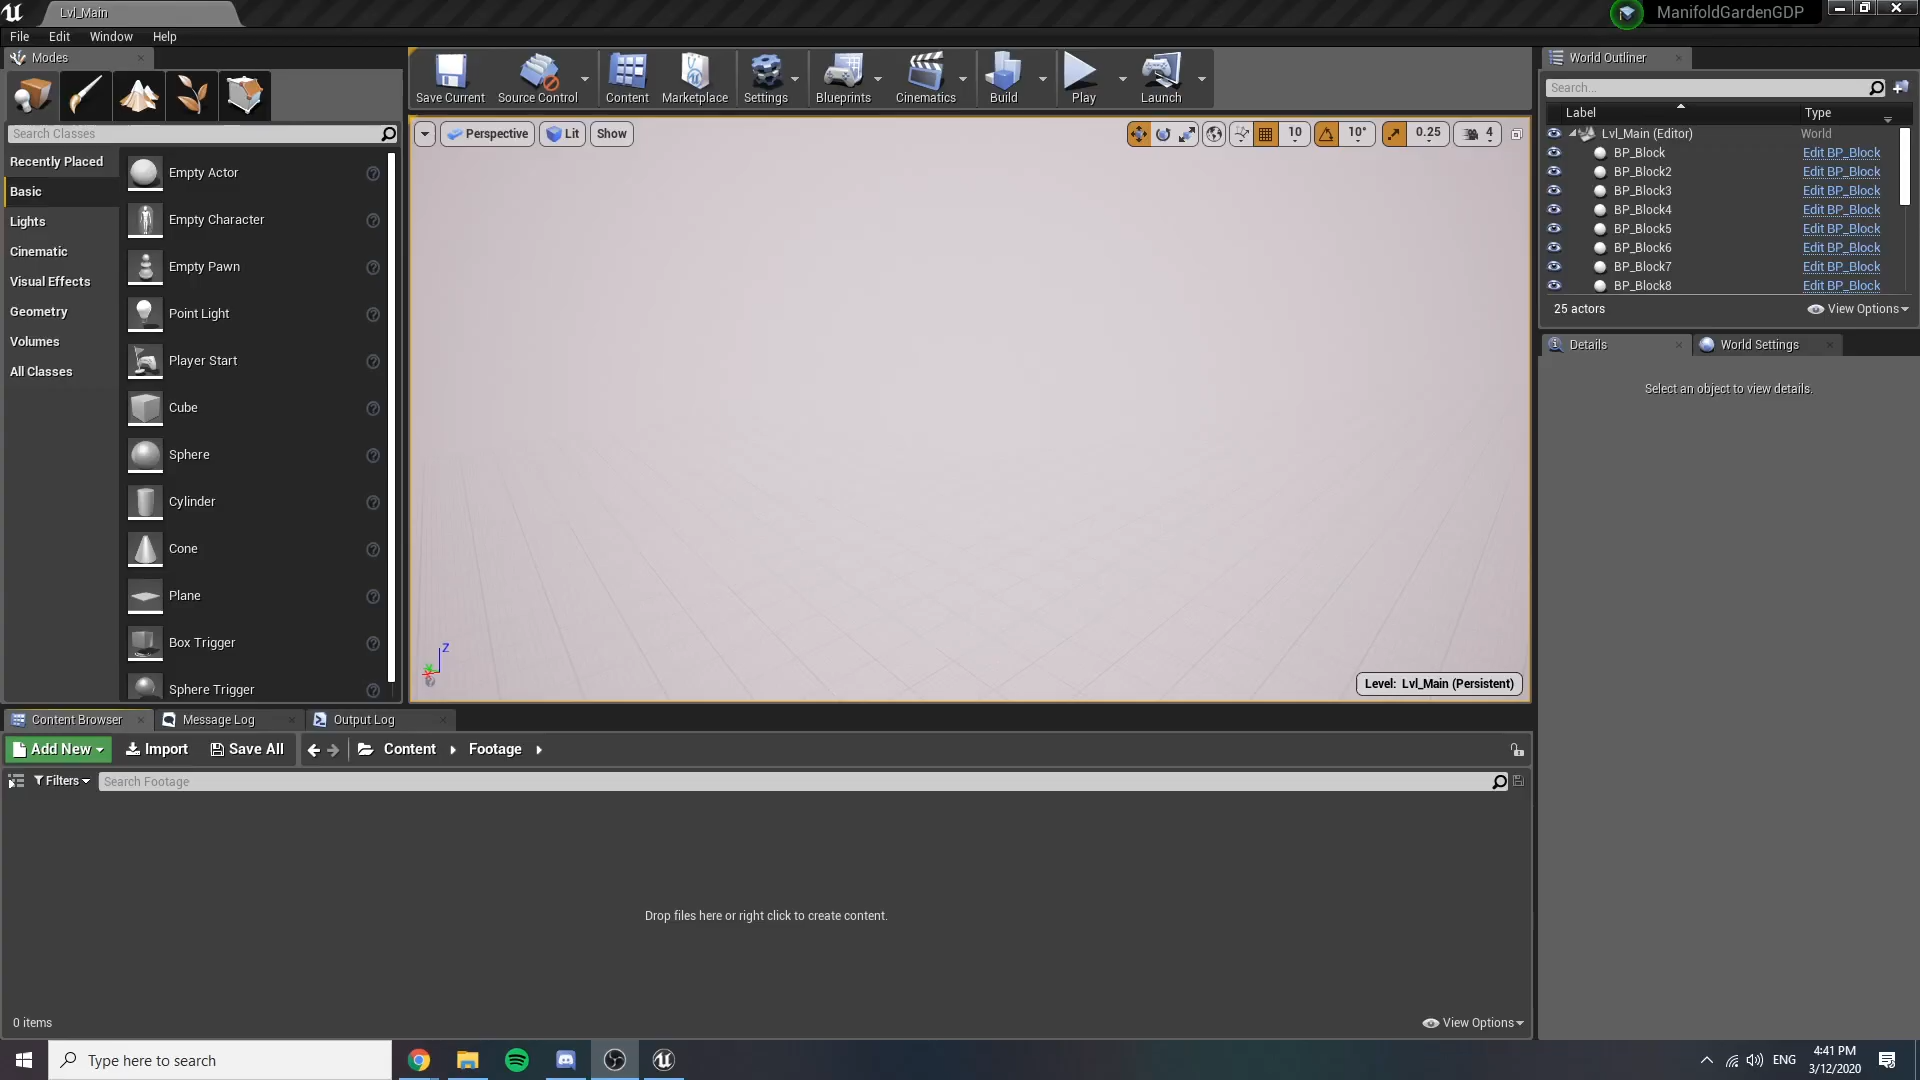 Lvl_Main
ManifoldGardenGDP
File Edit Window Help
Modes
Search Classes
Recently Placed
Basic
Lights
Cinematic
Visual Effects
Geometry
Volumes
All Classes
Empty Actor
Empty Character
Empty Pawn
Point Light
Player Start
Cube
Sphere
Cylinder
Cone
Plane
Box Trigger
Sphere Trigger
Save Current Source Control Content Marketplace Settings Blueprints Cinematics Build Play Launch
Perspective Lit Show
10 10° 0.25 4
Z
Level: Lvl_Main (Persistent)
World Outliner
Search...
Label Type
Lvl_Main (Editor) World
BP_Block Edit BP_Block
BP_Block2 Edit BP_Block
BP_Block3 Edit BP_Block
BP_Block4 Edit BP_Block
BP_Block5 Edit BP_Block
BP_Block6 Edit BP_Block
BP_Block7 Edit BP_Block
BP_Block8 Edit BP_Block
25 actors View Options
Details World Settings
Select an object to view details.
Content Browser Message Log Output Log
Add New Import Save All Content Footage
Filters Search Footage
Drop files here or right click to create content.
0 items View Options
Type here to search
ENG
4:41 PM
3/12/2020